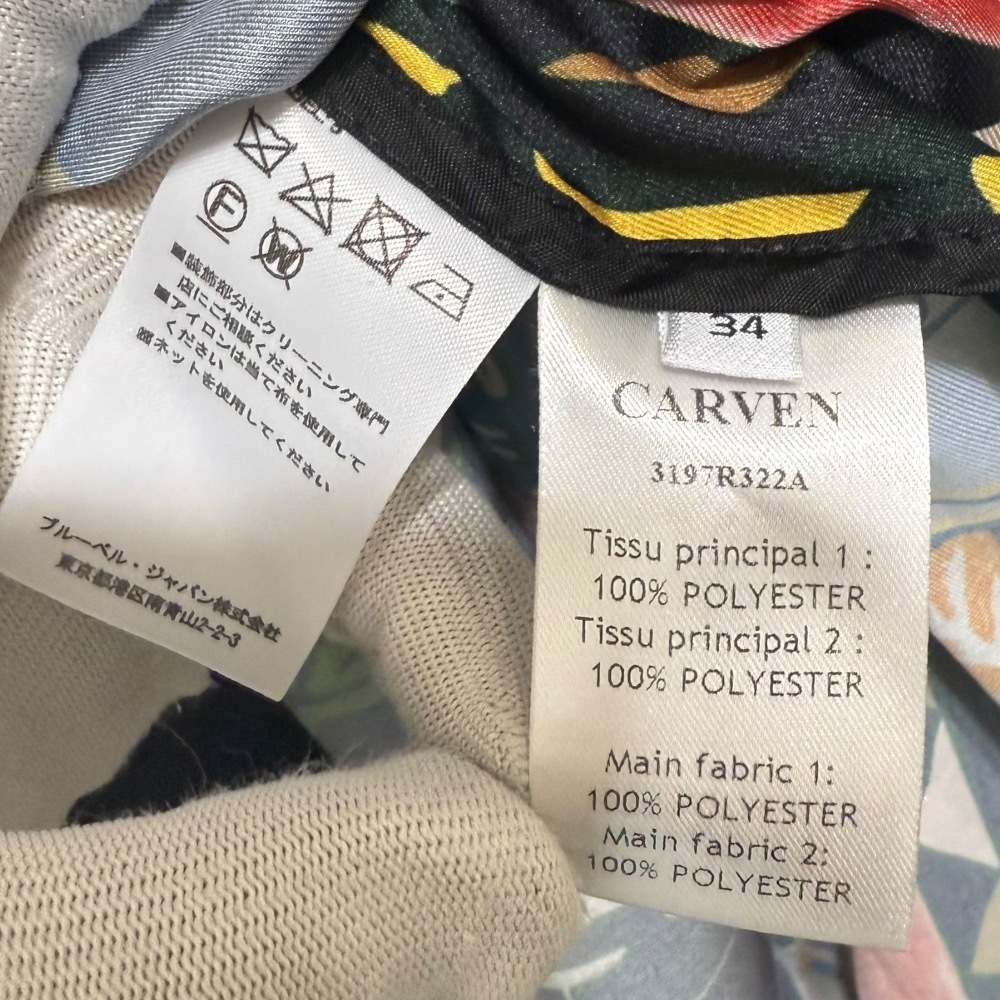 F
W
■装飾部分はクリーニング専門
店にご相談ください
■アイロンは当て布を使用して
ください
ネットを使用してください
ブルーベル・ジャパン株式会社
東京都港区南青山2-2-3
34
CARVEN
3197R322A
Tissu principal 1 :
100% POLYESTER
Tissu principal 2 :
100% POLYESTER
Main fabric 1:
100% POLYESTER
Main fabric 2:
100% POLYESTER